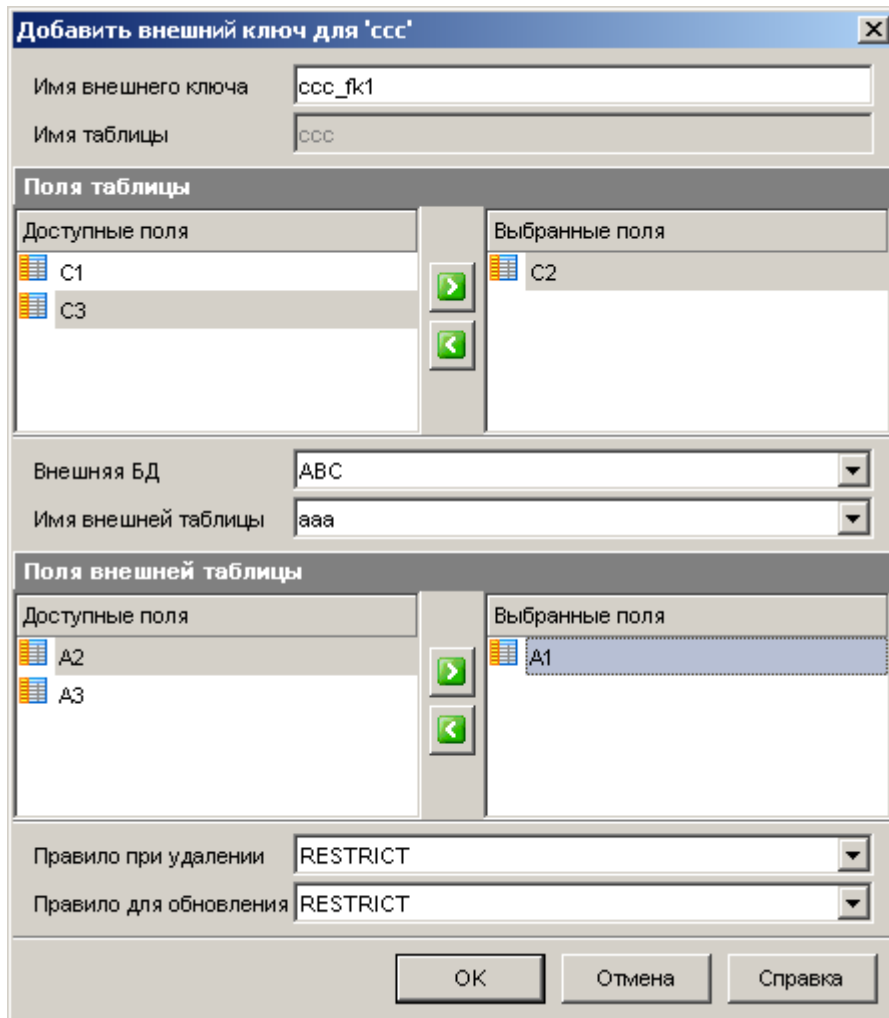 Добавить внешний ключ для 'ccc'
Имя внешнего ключа ccc_fk1
Имя таблицы ccc
Поля таблицы
Доступные поля Выбранные поля
C1 C2
C3
Внешняя БД ABC
Имя внешней таблицы aaa
Поля внешней таблицы
Доступные поля Выбранные поля
A2 A1
A3
Правило при удалении RESTRICT
Правило для обновления RESTRICT
OK Отмена Справка